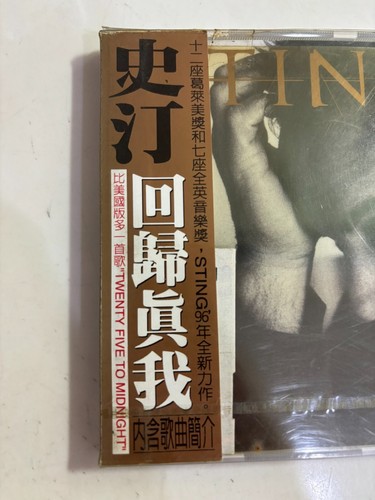 十二座葛萊美獎和七座全英音樂獎，STING 96'年全新力作。
史汀
回歸眞我
比美國版多一首歌"TWENTY FIVE TO MIDNIGHT"
內含歌曲簡介
TIN